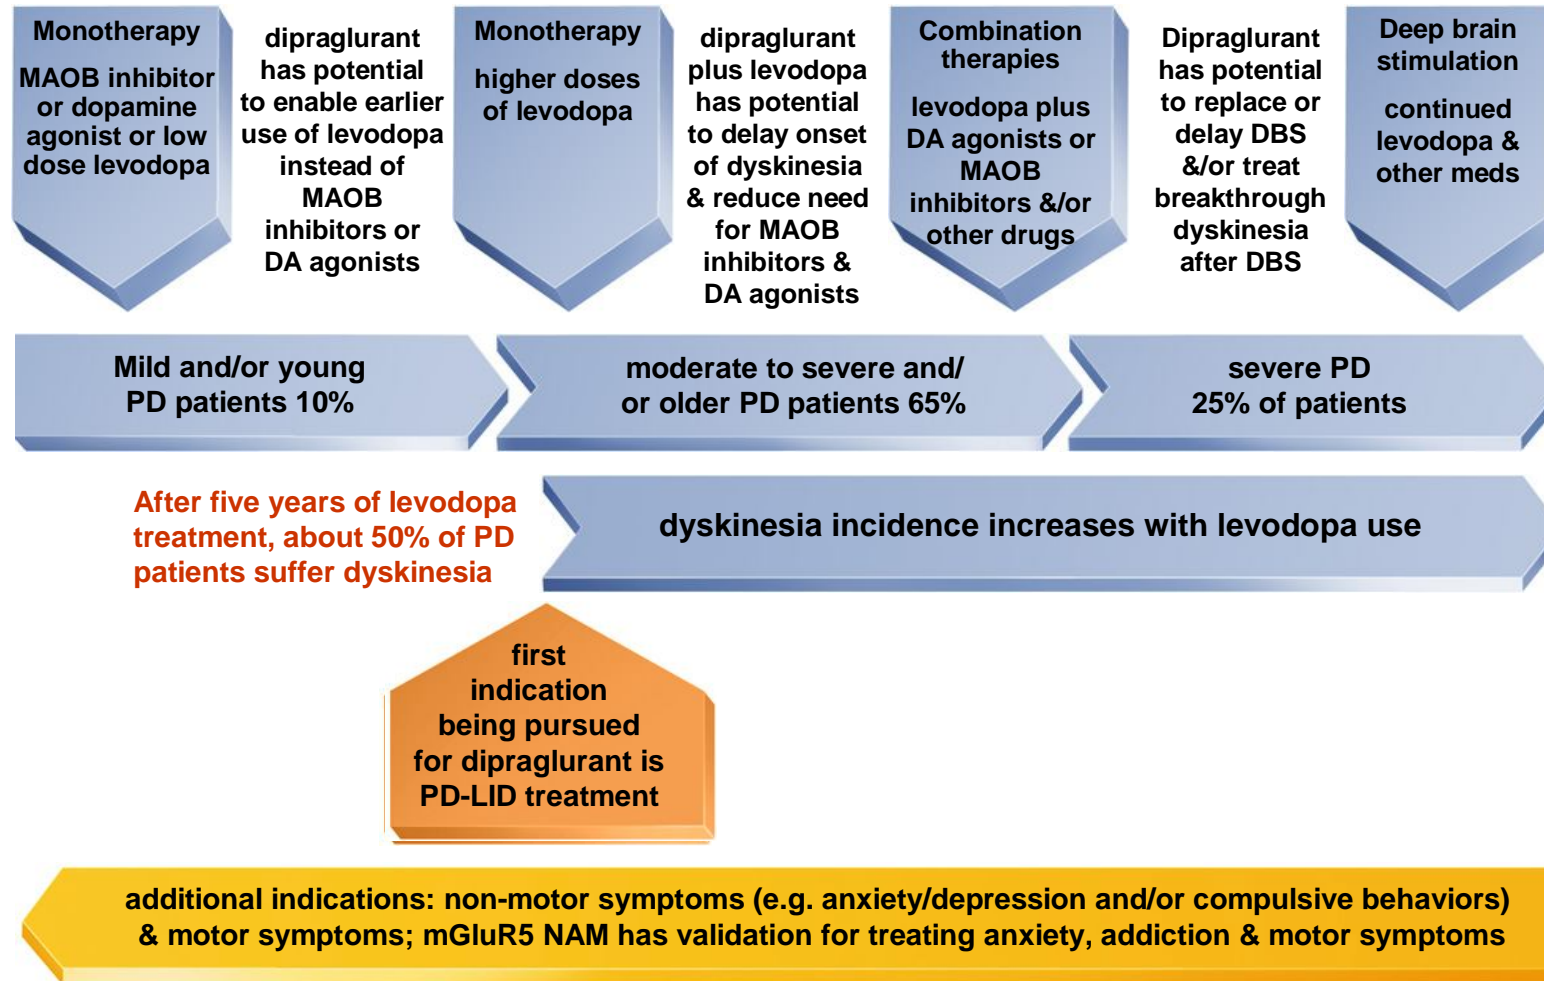 Monotherapy
MAOB inhibitor
or dopamine
agonist or low
dose levodopa
dipraglurant
has potential
to enable earlier
use of levodopa
instead of
MAOB
inhibitors or
DA agonists
Monotherapy
higher doses
of levodopa
dipraglurant
plus levodopa
has potential
to delay onset
of dyskinesia
& reduce need
for MAOB
inhibitors &
DA agonists
Combination
therapies
levodopa plus
DA agonists or
MAOB
inhibitors &/or
other drugs
Dipraglurant
has potential
to replace or
delay DBS
&/or treat
breakthrough
dyskinesia
after DBS
Deep brain
stimulation
continued
levodopa &
other meds
Mild and/or young
PD patients 10%
moderate to severe and/
or older PD patients 65%
severe PD
25% of patients
After five years of levodopa
treatment, about 50% of PD
patients suffer dyskinesia
dyskinesia incidence increases with levodopa use
first
indication
being pursued
for dipraglurant is
PD-LID treatment
additional indications: non-motor symptoms (e.g. anxiety/depression and/or compulsive behaviors)
& motor symptoms; mGluR5 NAM has validation for treating anxiety, addiction & motor symptoms